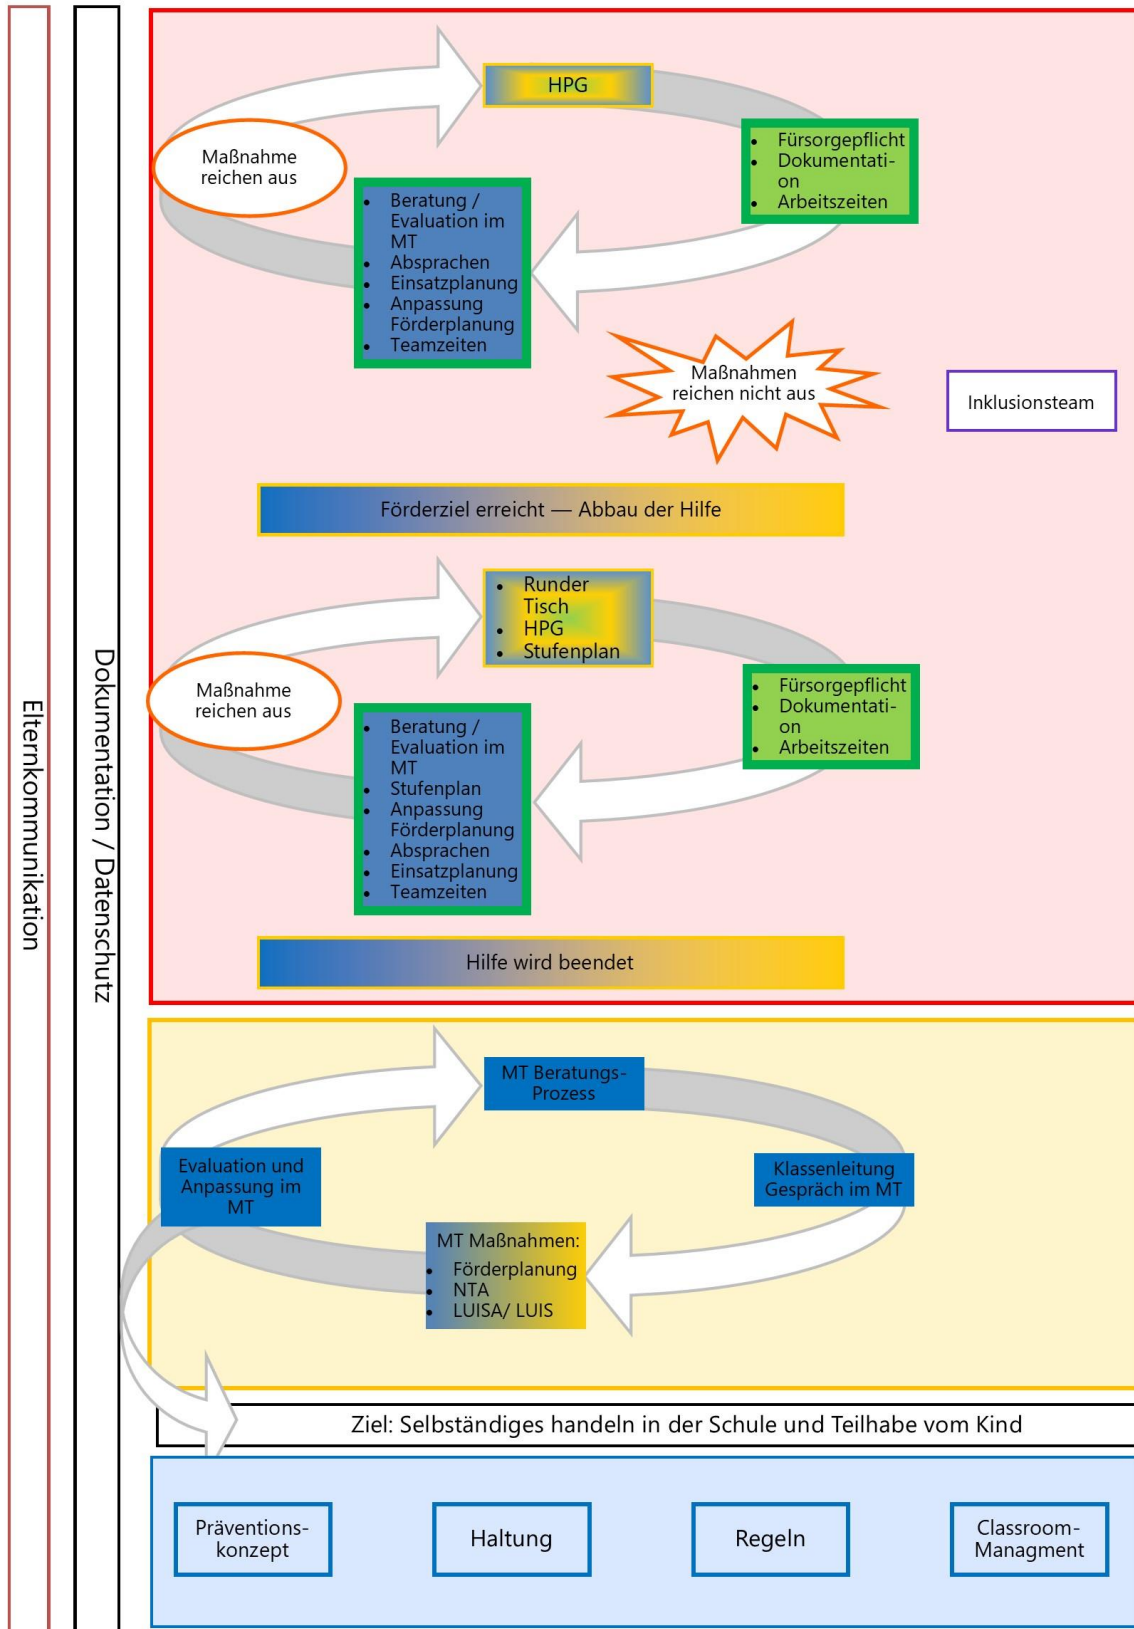 Elternkommunikation
Dokumentation / Datenschutz
HPG
Maßnahme
reichen aus
• Fürsorgepflicht
• Dokumentati-
on
• Arbeitszeiten
• Beratung /
Evaluation im
MT
• Absprachen
• Einsatzplanung
• Anpassung
Förderplanung
• Teamzeiten
Maßnahmen
reichen nicht aus
Inklusionsteam
Förderziel erreicht — Abbau der Hilfe
• Runder
Tisch
• HPG
• Stufenplan
Maßnahme
reichen aus
• Fürsorgepflicht
• Dokumentati-
on
• Arbeitszeiten
• Beratung /
Evaluation im
MT
• Stufenplan
• Anpassung
Förderplanung
• Absprachen
• Einsatzplanung
• Teamzeiten
Hilfe wird beendet
MT Beratungs-
Prozess
Evaluation und
Anpassung im
MT
Klassenleitung
Gespräch im MT
MT Maßnahmen:
• Förderplanung
• NTA
• LUISA/ LUIS
Ziel: Selbständiges handeln in der Schule und Teilhabe vom Kind
Präventions-
konzept
Haltung
Regeln
Classroom-
Managment